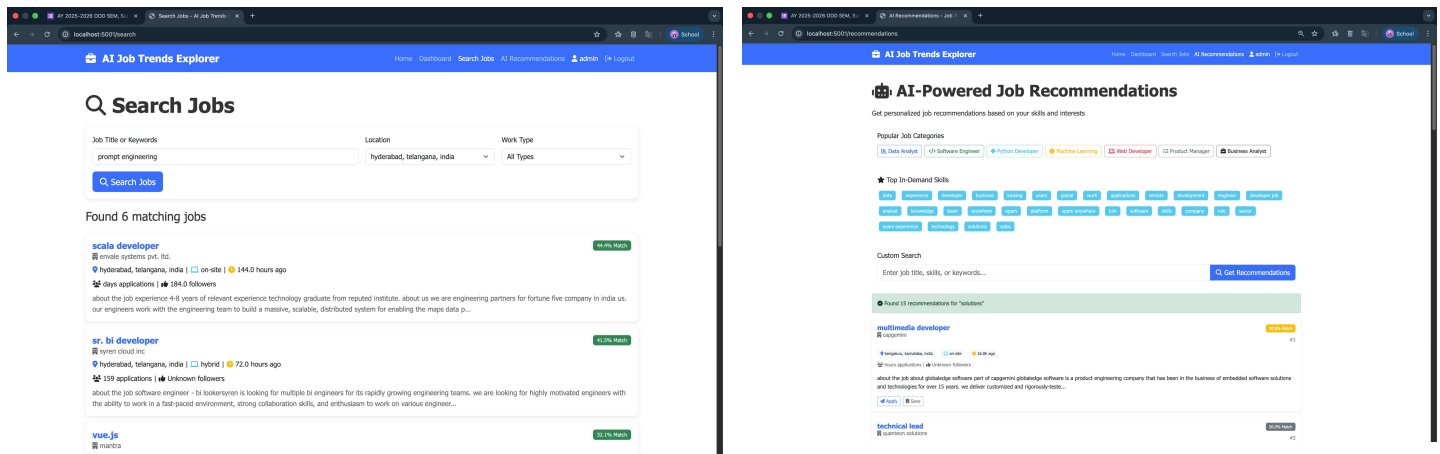 AY 2025-2026 ODD SEM, Su
Search Jobs - AI Job Trends
localhost:5001/search
School
AI Job Trends Explorer
Home Dashboard Search Jobs AI Recommendations admin Logout
Search Jobs
Job Title or Keywords Location Work Type
prompt engineering hyderabad, telangana, india All Types
Search Jobs
Found 6 matching jobs
scala developer 44.4% Match
envale systems pvt. ltd.
hyderabad, telangana, india | on-site | 144.0 hours ago
days applications | 184.0 followers
about the job experience 4-8 years of relevant experience technology graduate from reputed institute. about us we are engineering partners for fortune five company in india us.
our engineers work with the engineering team to build a massive, scalable, distributed system for enabling the maps data p...
sr. bi developer 41.5% Match
syren cloud inc
hyderabad, telangana, india | hybrid | 72.0 hours ago
159 applications | Unknown followers
about the job software engineer - bi lookersyren is looking for multiple bi engineers for its rapidly growing engineering teams. we are looking for highly motivated engineers with
the ability to work in a fast-paced environment, strong collaboration skills, and enthusiasm to work on various engineer...
vue.js 32.1% Match
mantra
AY 2025-2026 ODD SEM, Su
AI Recommendations - Job T
localhost:5001/recommendations
School
AI Job Trends Explorer
Home Dashboard Search Jobs AI Recommendations admin Logout
AI-Powered Job Recommendations
Get personalized job recommendations based on your skills and interests
Popular Job Categories
Data Analyst </> Software Engineer Python Developer Machine Learning Web Developer Product Manager Business Analyst
Top In-Demand Skills
data experience developer business looking years global work applications remote development engineer developer job
analyst knowledge team anywhere spam platform spam anywhere join software skills company role senior
years experience technology solutions sales
Custom Search
Enter job title, skills, or keywords... Get Recommendations
Found 15 recommendations for "solutions"
multimedia developer
capgemini #1
bengaluru, karnataka, india on-site ago
hours applications | Unknown followers
about the job about globaledge software part of capgemini globaledge software is a product engineering company that has been in the business of embedded software solutions
and technologies for over 15 years. we deliver customized and rigorously-teste...
Apply Save
technical lead 50.0% Match
quanteon solutions #2